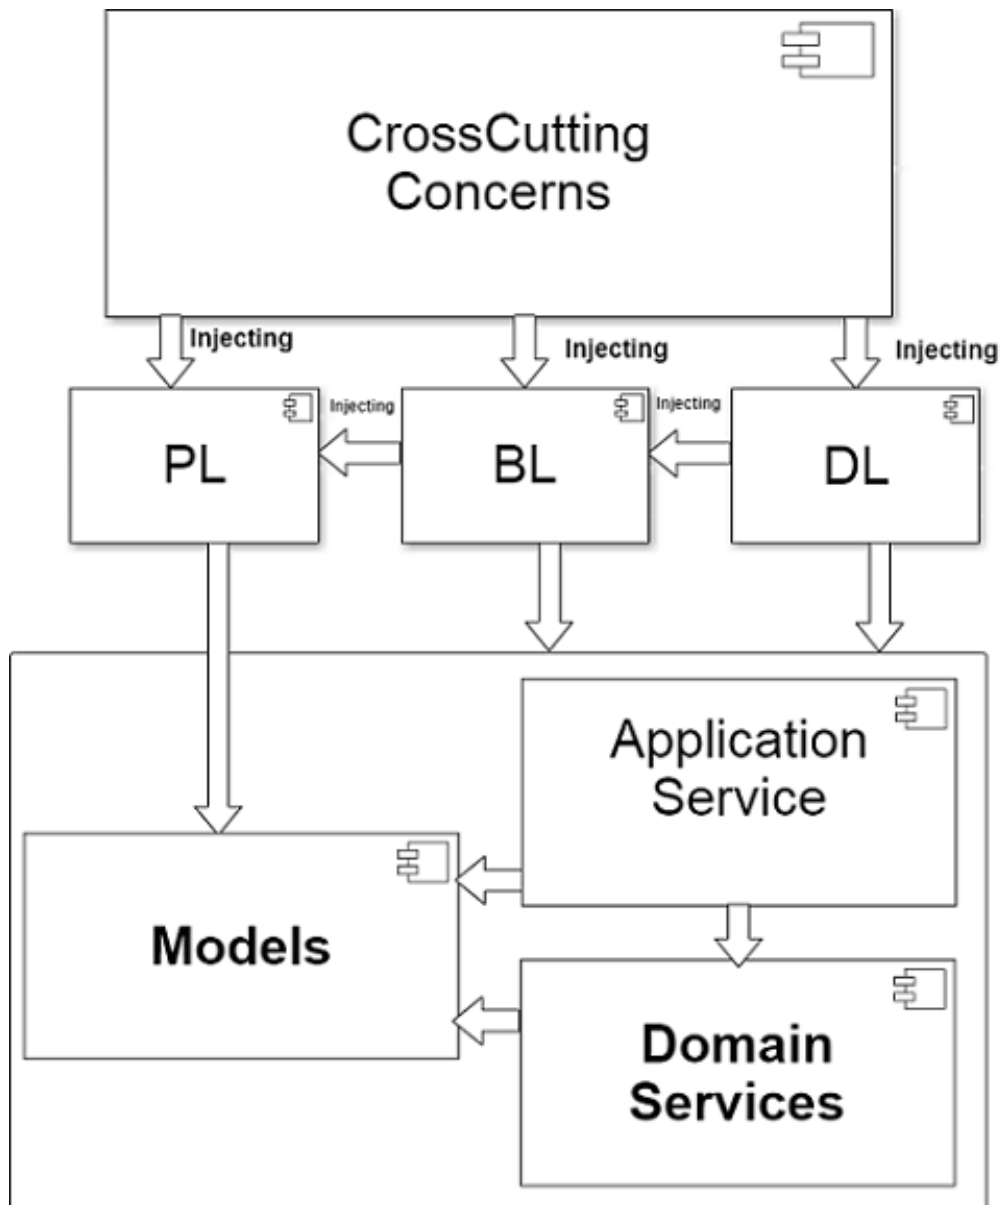 CrossCutting
Concerns
Injecting
Injecting
Injecting
PL
Injecting
BL
Injecting
DL
Application
Service
Models
Domain
Services